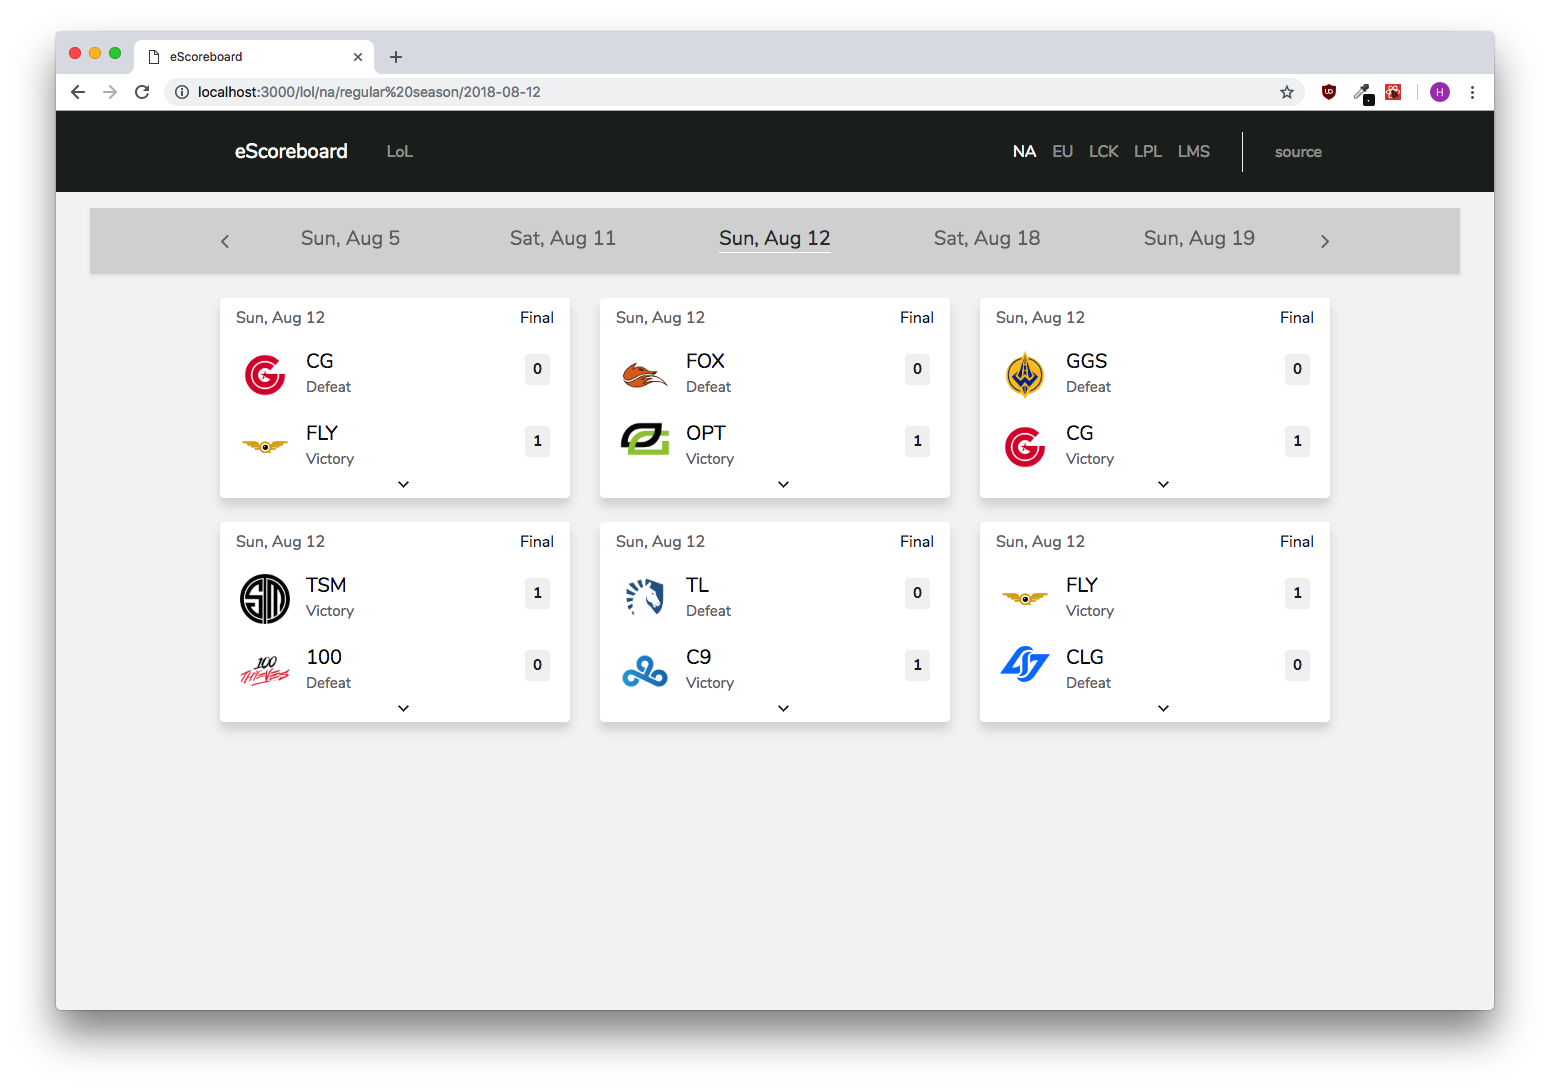 eScoreboard
localhost:3000/lol/na/regular%20season/2018-08-12
H
eScoreboard LoL NA EU LCK LPL LMS source
Sun, Aug 5 Sat, Aug 11 Sun, Aug 12 Sat, Aug 18 Sun, Aug 19
Sun, Aug 12 Final
CG 0
Defeat
FLY 1
Victory
Sun, Aug 12 Final
FOX 0
Defeat
OPT 1
Victory
Sun, Aug 12 Final
GGS 0
Defeat
CG 1
Victory
Sun, Aug 12 Final
TSM 1
Victory
100 THIEVES
100 0
Defeat
Sun, Aug 12 Final
TL 0
Defeat
C9 1
Victory
Sun, Aug 12 Final
FLY 1
Victory
CLG 0
Defeat